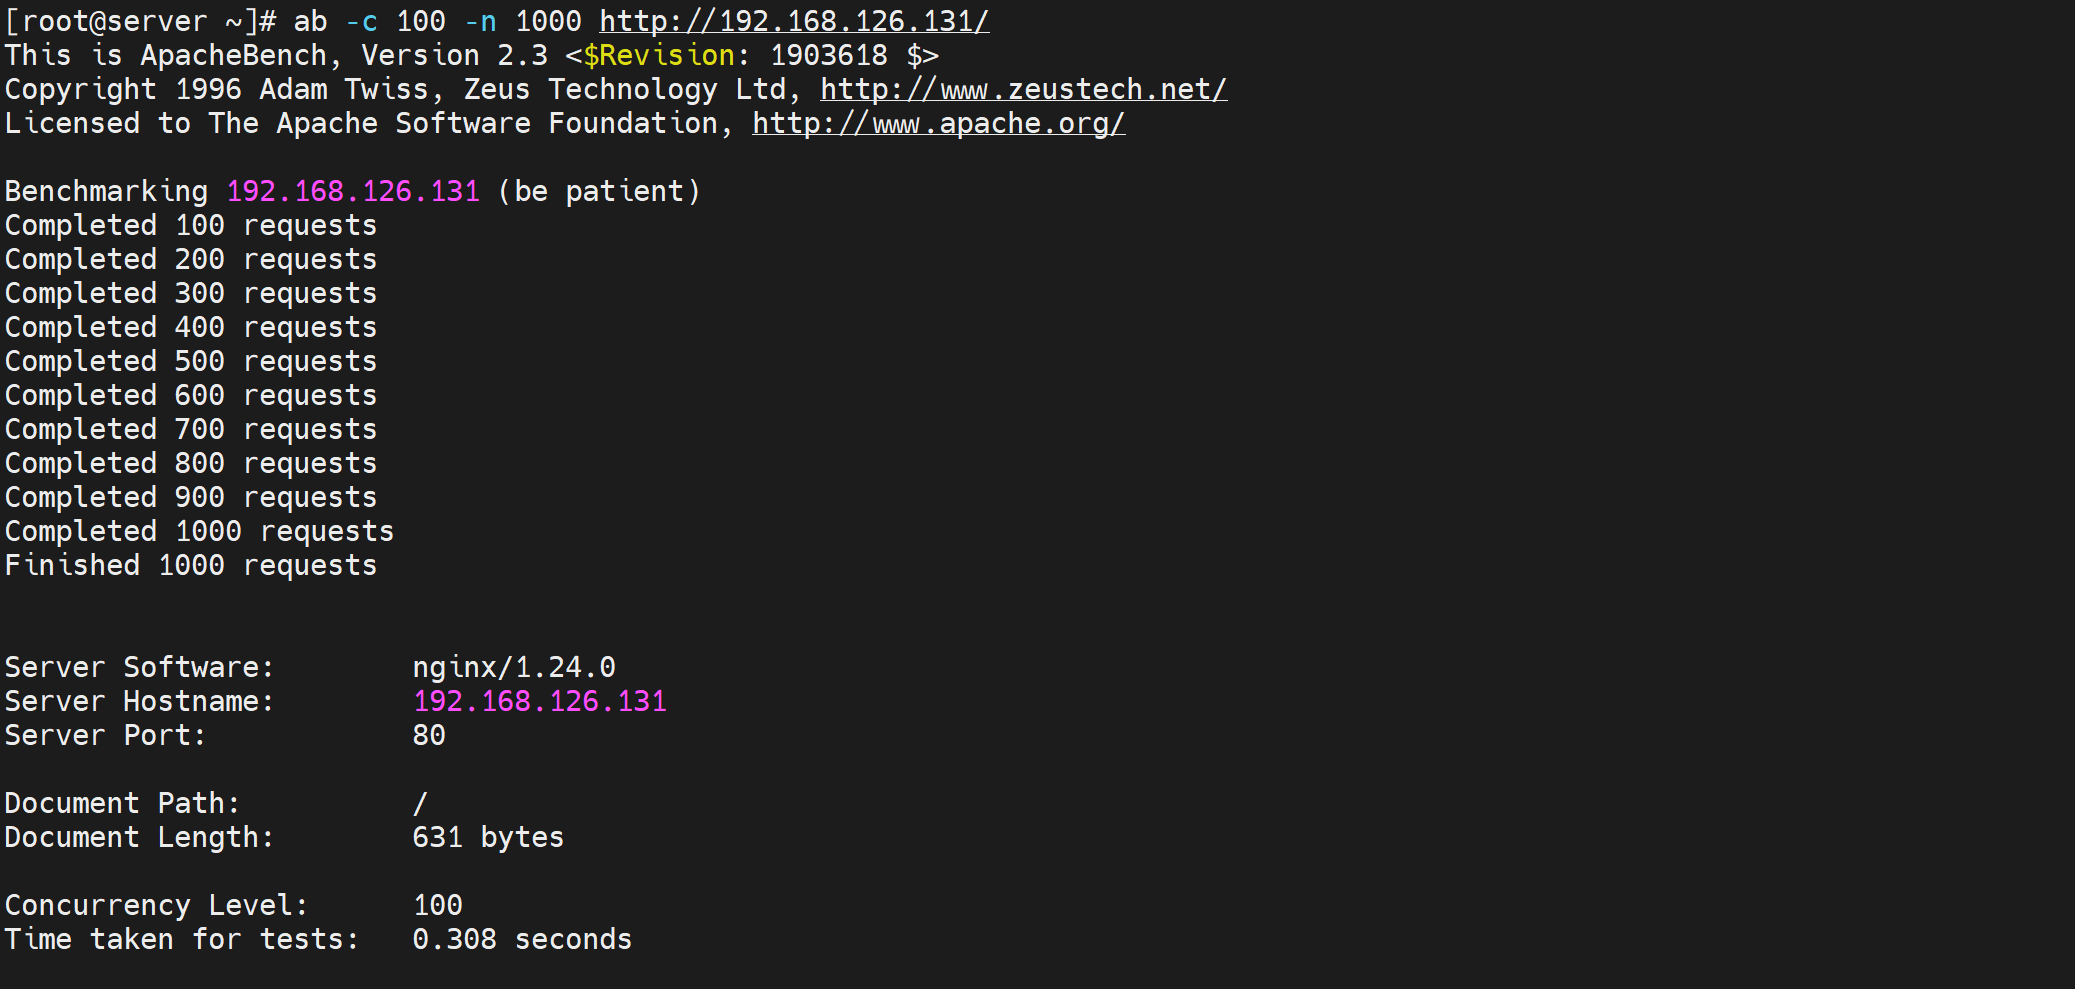 [root@server ~]# ab -c 100 -n 1000 http://192.168.126.131/
This is ApacheBench, Version 2.3 <$Revision: 1903618 $>
Copyright 1996 Adam Twiss, Zeus Technology Ltd, http://www.zeustech.net/
Licensed to The Apache Software Foundation, http://www.apache.org/

Benchmarking 192.168.126.131 (be patient)
Completed 100 requests
Completed 200 requests
Completed 300 requests
Completed 400 requests
Completed 500 requests
Completed 600 requests
Completed 700 requests
Completed 800 requests
Completed 900 requests
Completed 1000 requests
Finished 1000 requests


Server Software:        nginx/1.24.0
Server Hostname:        192.168.126.131
Server Port:            80

Document Path:          /
Document Length:        631 bytes

Concurrency Level:      100
Time taken for tests:   0.308 seconds